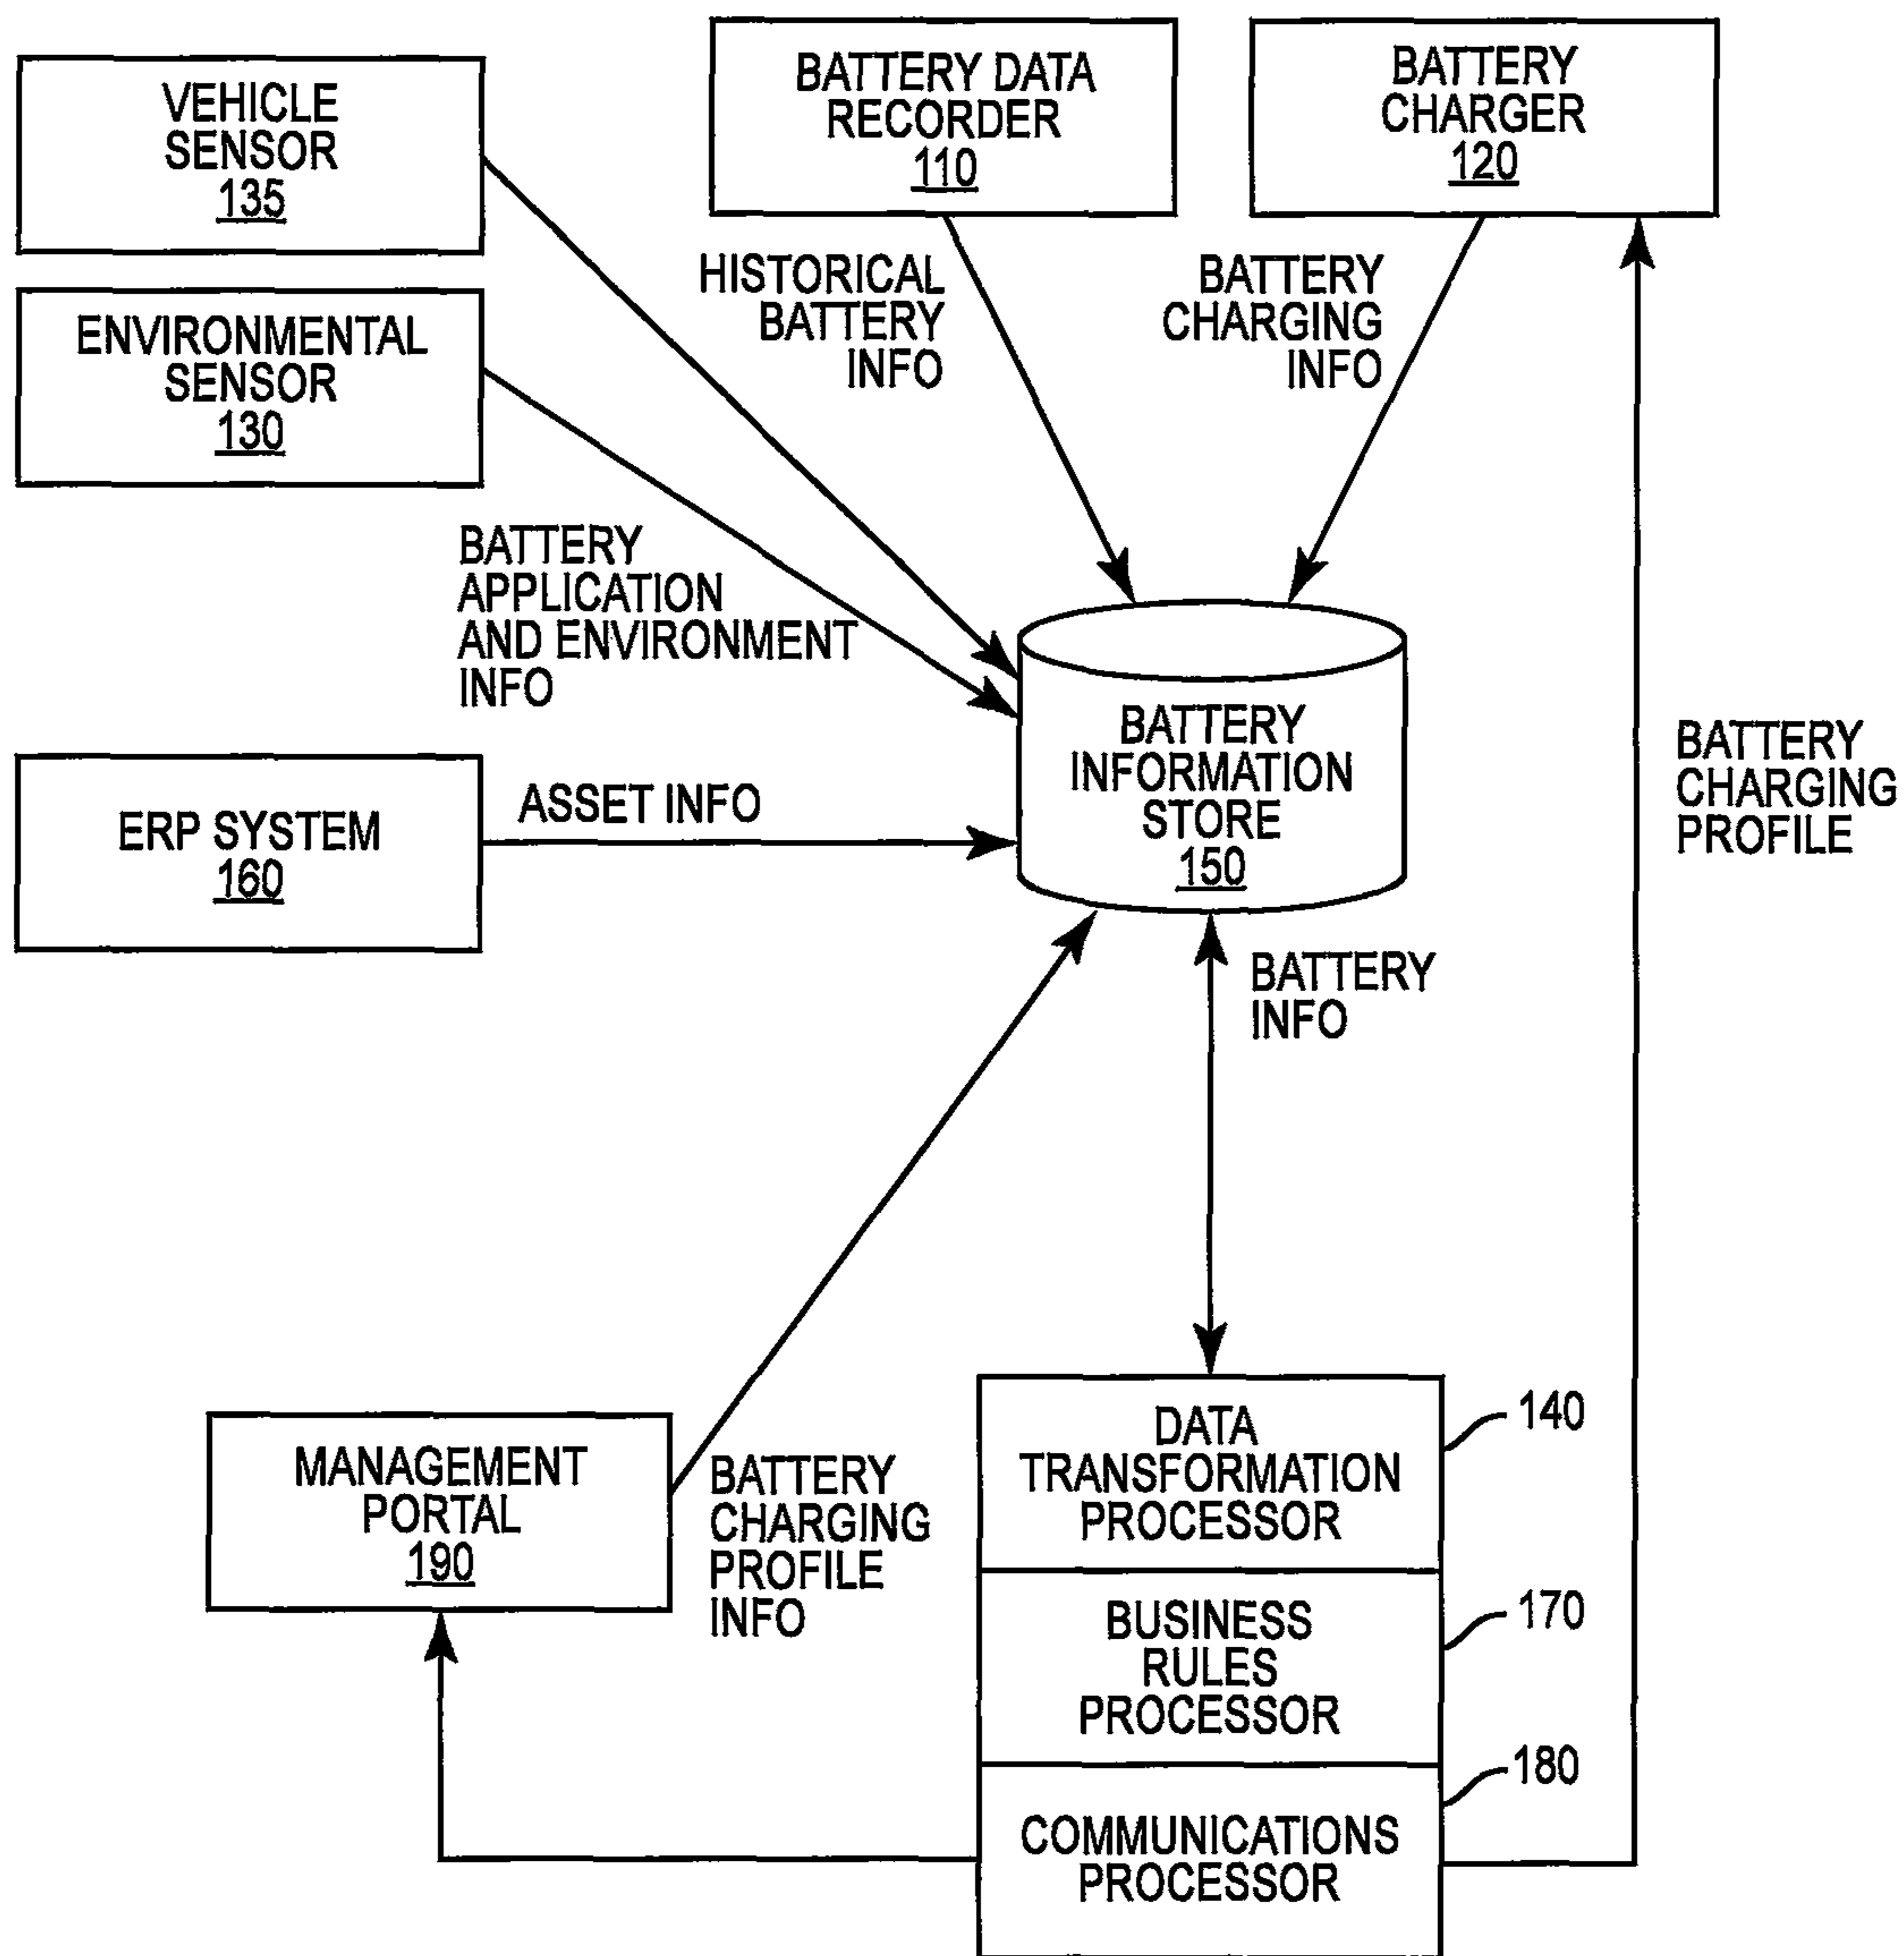 VEHICLE
SENSOR
135
BATTERY DATA
RECORDER
110
BATTERY
CHARGER
120
ENVIRONMENTAL
SENSOR
130
HISTORICAL
BATTERY
INFO
BATTERY
CHARGING
INFO
BATTERY
APPLICATION
AND ENVIRONMENT
INFO
BATTERY
INFORMATION
STORE
150
BATTERY
CHARGING
PROFILE
ERP SYSTEM
160
ASSET INFO
BATTERY
INFO
MANAGEMENT
PORTAL
190
BATTERY
CHARGING
PROFILE
INFO
DATA
TRANSFORMATION
PROCESSOR
140
BUSINESS
RULES
PROCESSOR
170
COMMUNICATIONS
PROCESSOR
180